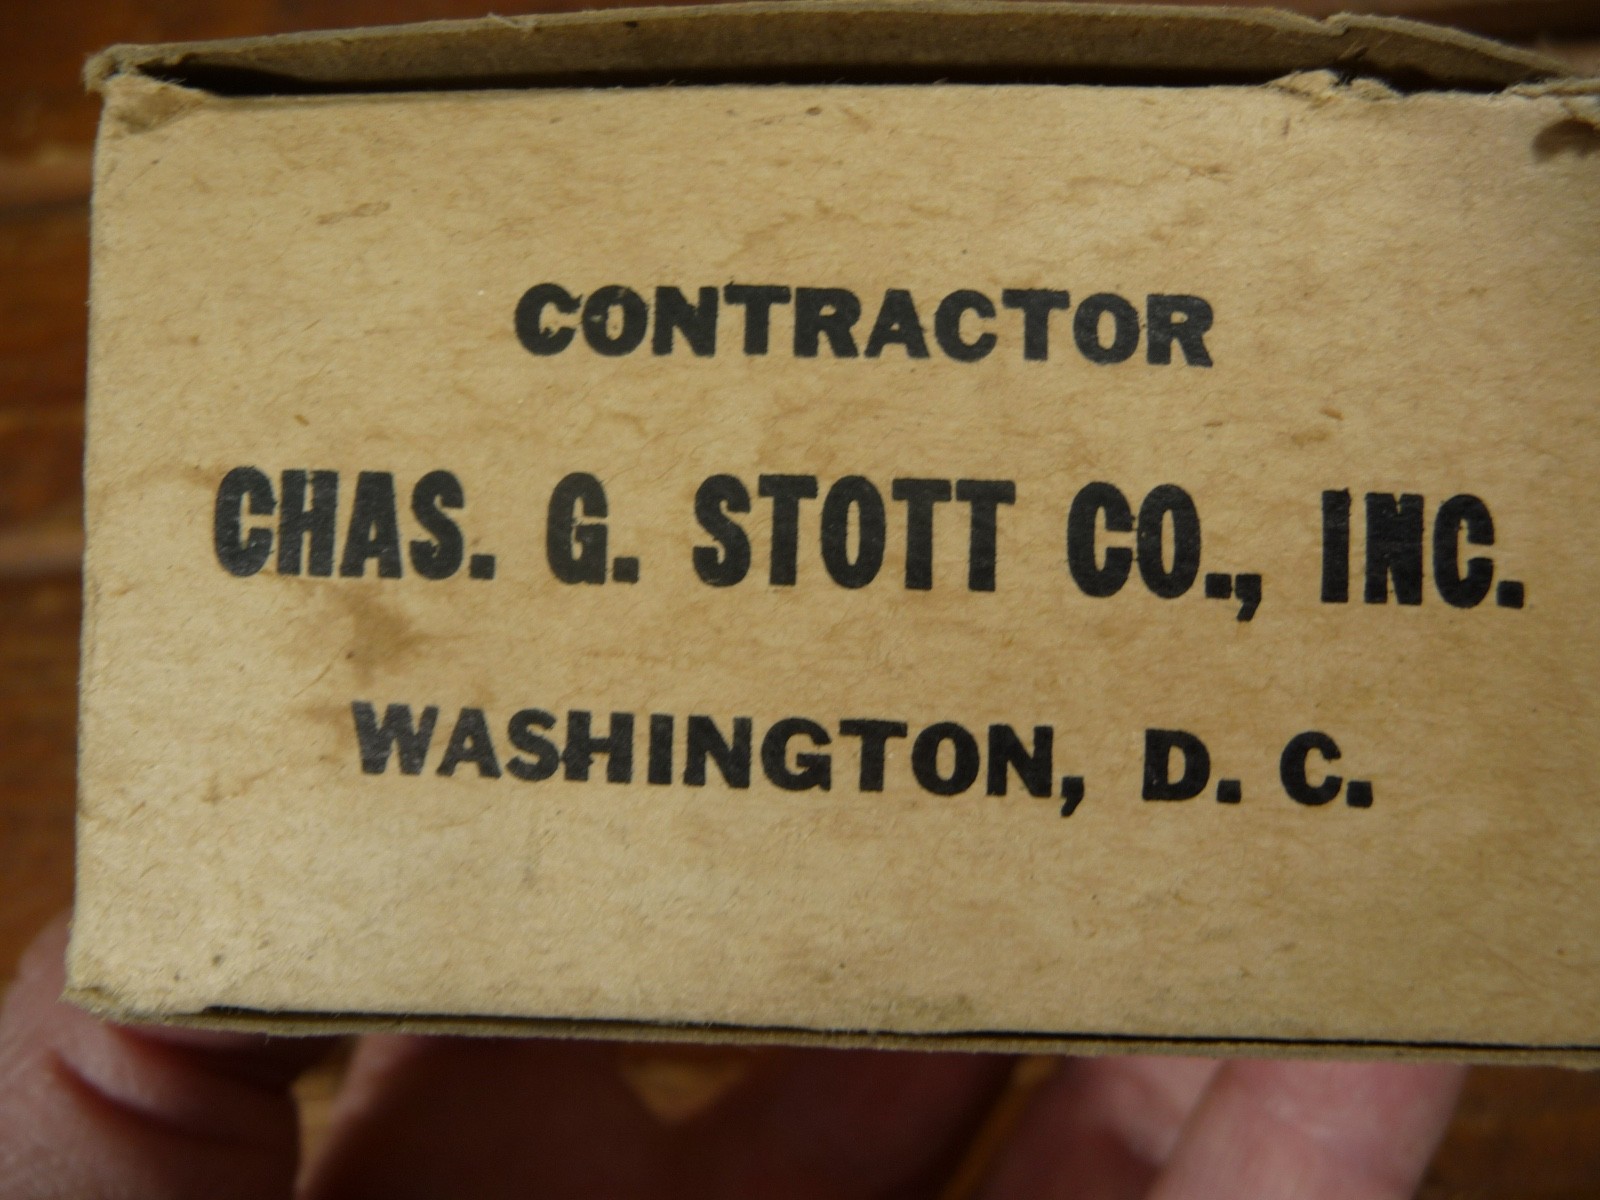 CONTRACTOR
CHAS. G. STOTT CO., INC.
WASHINGTON, D. C.